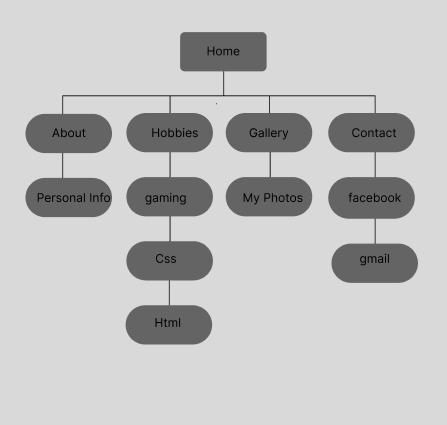 Home
About
Hobbies
Gallery
Contact
Personal Info
gaming
My Photos
facebook
Css
gmail
Html